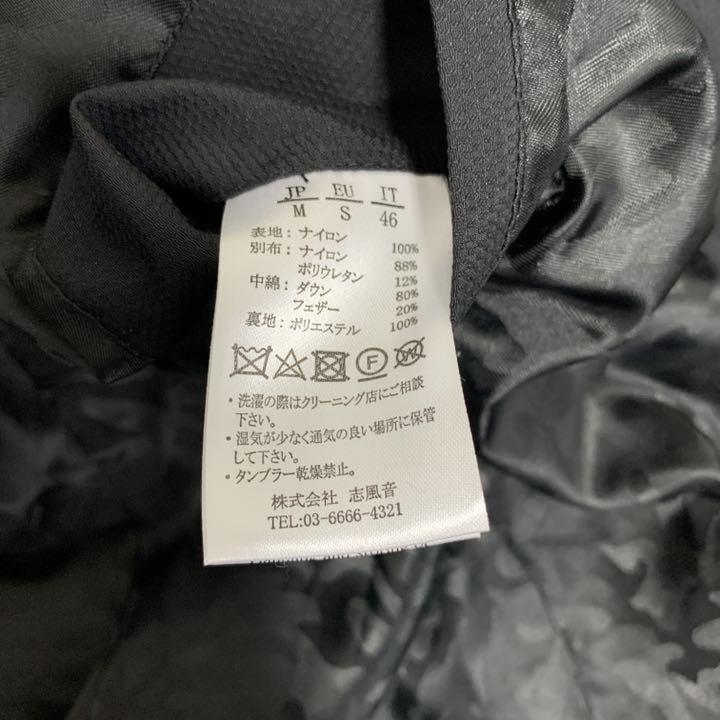 JP EU IT
M S 46
表地：ナイロン 100%
別布：ナイロン 88%
ポリウレタン 12%
中綿：ダウン 80%
フェザー 20%
裏地：ポリエステル 100%
F W
・洗濯の際はクリーニング店にご相談
下さい。
・湿気が少なく通気の良い場所に保管
して下さい。
・タンブラー乾燥禁止。
株式会社 志風音
TEL:03-6666-4321